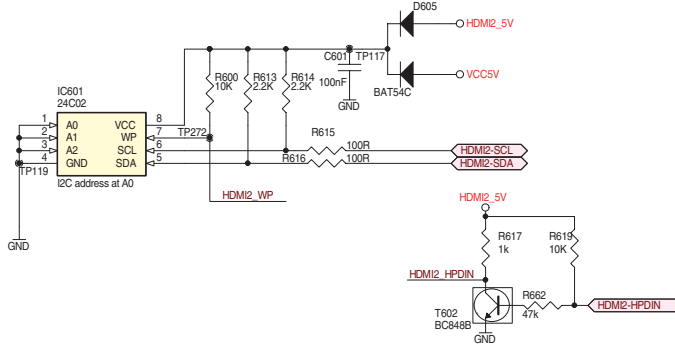 D605
HDMI2_5V
C601
TP117
100nF
GND
VCC5V
BAT54C
R600
10K
R613
2.2K
R614
2.2K
IC601
24C02
1 A0 VCC 8
2 A1 WP 7
3 A2 SCL 6
4 GND SDA 5
I2C address at A0
TP119
GND
TP272
R615
100R
HDMI2-SCL
R616
100R
HDMI2-SDA
HDMI2_WP
HDMI2_5V
R617
1k
R619
10K
HDMI2_HPDIN
R662
47k
HDMI2-HPDIN
T602
BC848B
GND